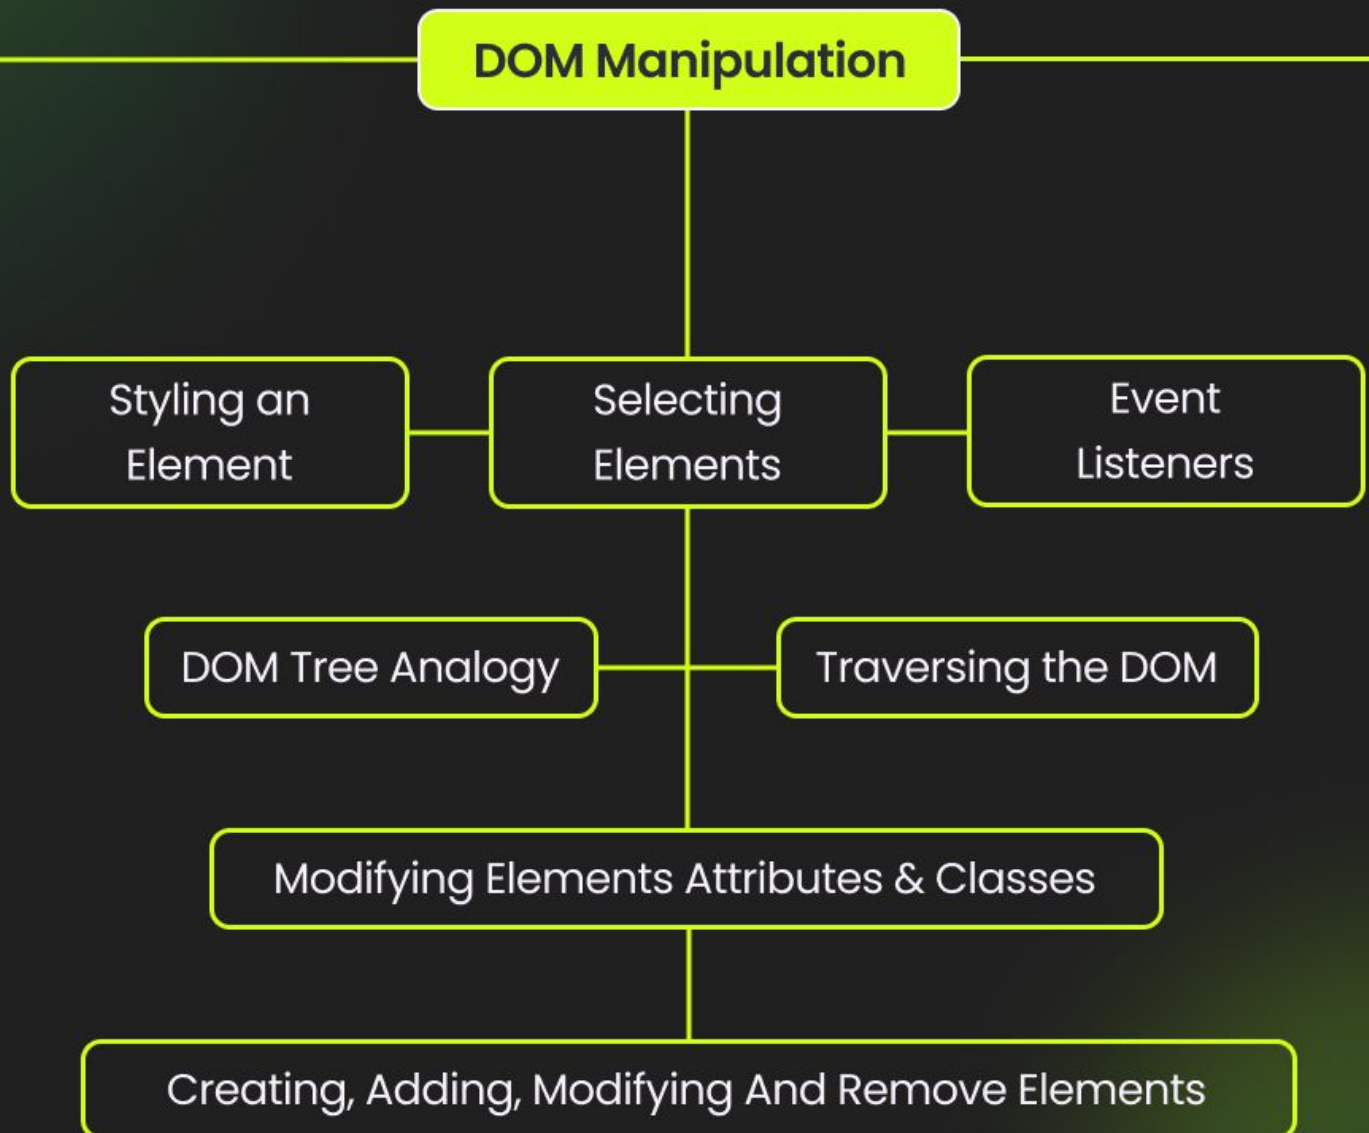 DOM Manipulation
Styling an
Element
Selecting
Elements
Event
Listeners
DOM Tree Analogy
Traversing the DOM
Modifying Elements Attributes & Classes
Creating, Adding, Modifying And Remove Elements